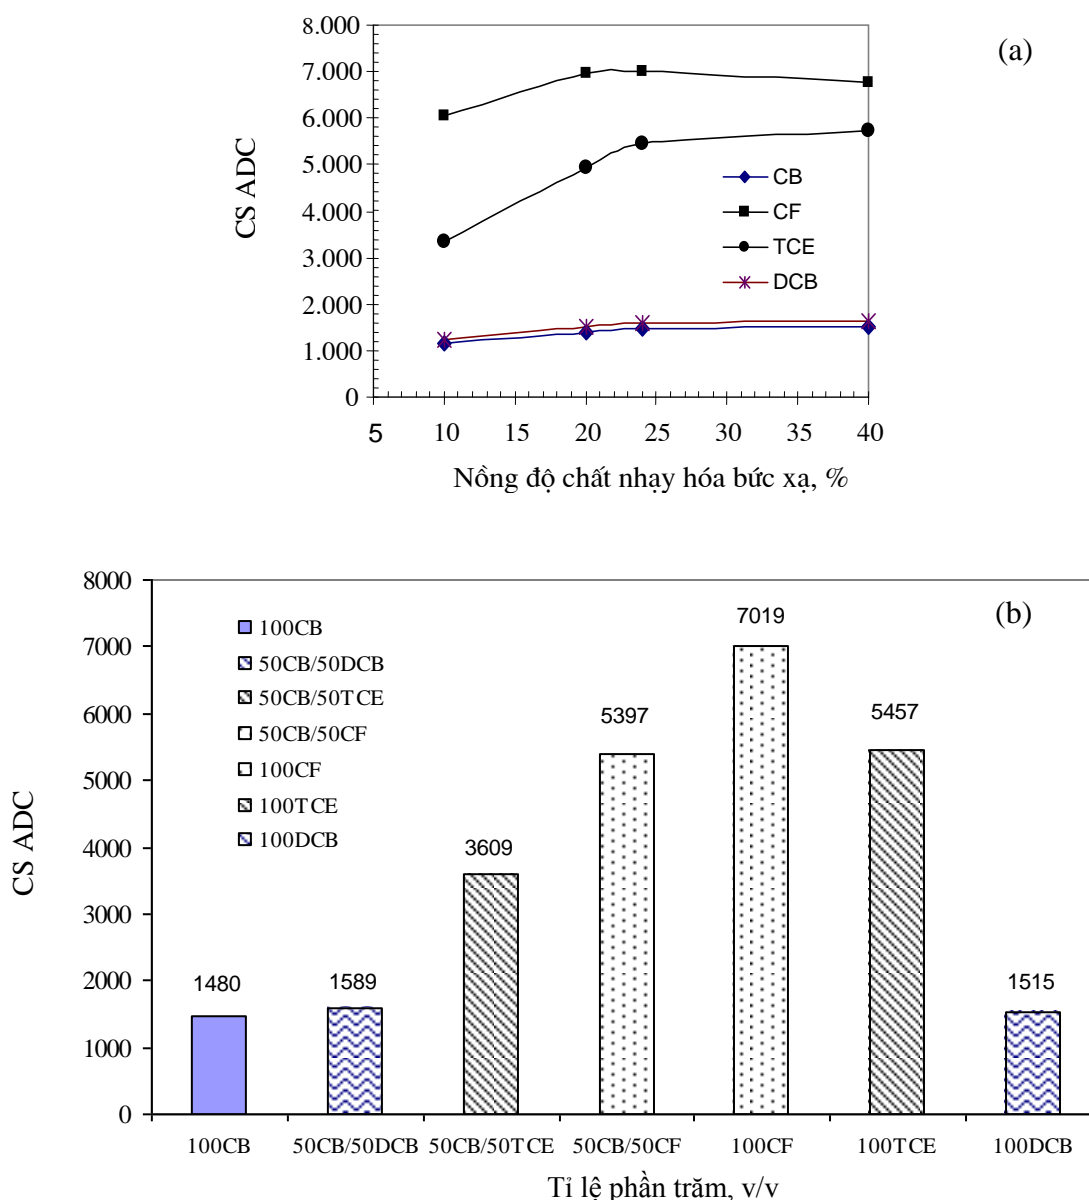 8.000
(a)
7.000
6.000
5.000
4.000
3.000
2.000
1.000
0
CS ADC
CB
CF
TCE
DCB
5 10 15 20 25 30 35 40
Nồng độ chất nhạy hóa bức xạ, %
8000
(b)
7000
6000
5000
4000
3000
2000
1000
0
CS ADC
100CB
50CB/50DCB
50CB/50TCE
50CB/50CF
100CF
100TCE
100DCB
1480 1589 3609 5397 7019 5457 1515
100CB 50CB/50DCB 50CB/50TCE 50CB/50CF 100CF 100TCE 100DCB
Tỉ lệ phần trăm, v/v